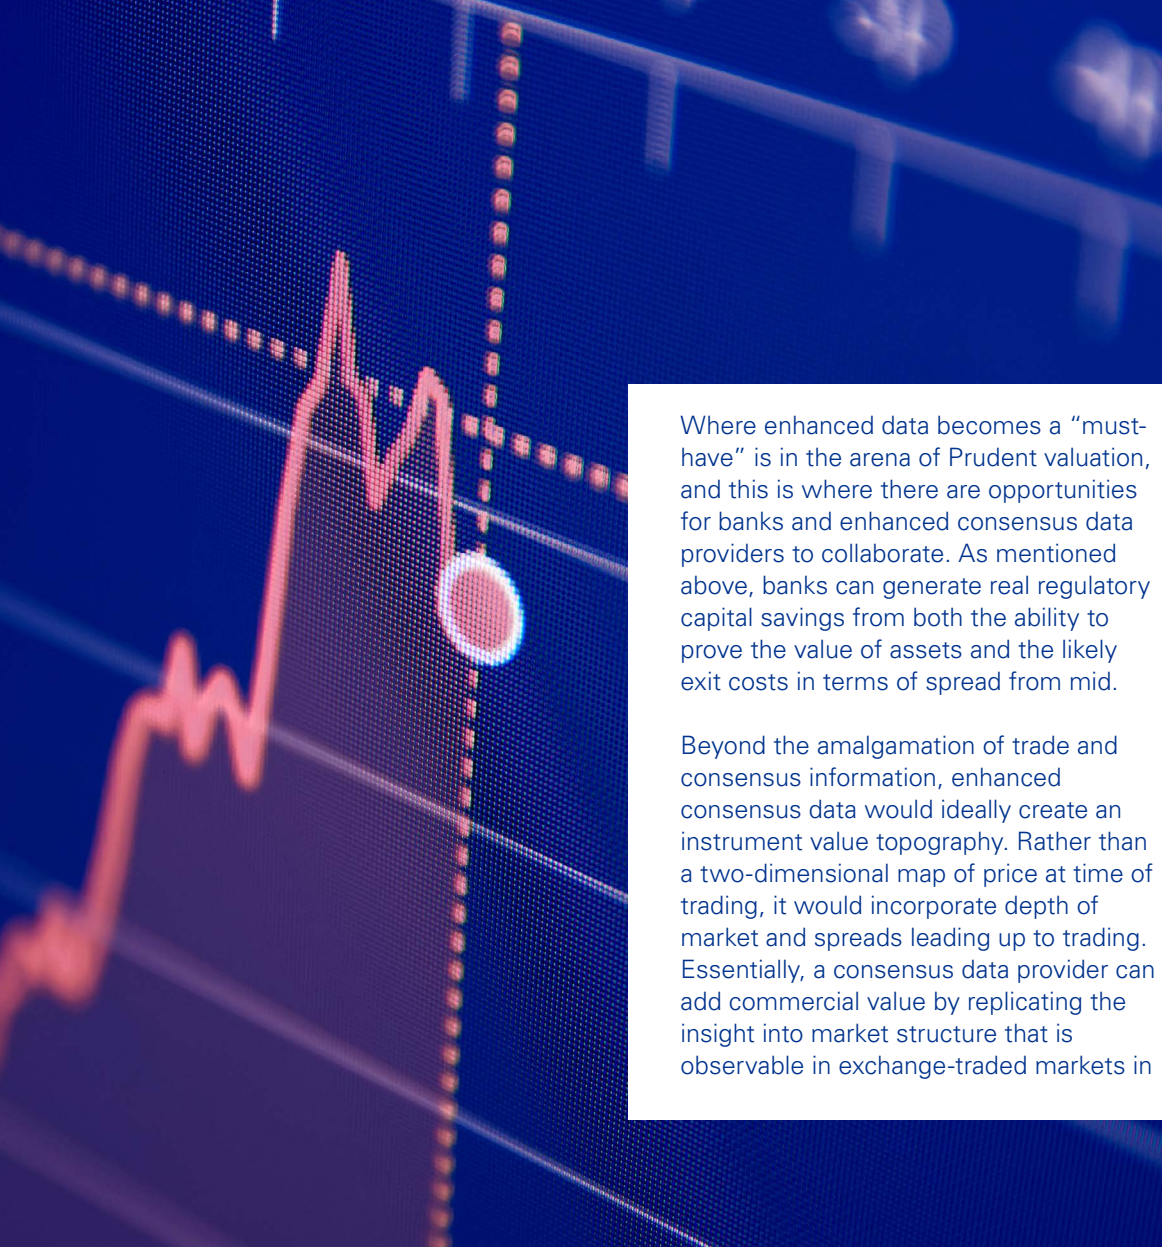 Where enhanced data becomes a “must-
have” is in the arena of Prudent valuation,
and this is where there are opportunities
for banks and enhanced consensus data
providers to collaborate. As mentioned
above, banks can generate real regulatory
capital savings from both the ability to
prove the value of assets and the likely
exit costs in terms of spread from mid.
Beyond the amalgamation of trade and
consensus information, enhanced
consensus data would ideally create an
instrument value topography. Rather than
a two-dimensional map of price at time of
trading, it would incorporate depth of
market and spreads leading up to trading.
Essentially, a consensus data provider can
add commercial value by replicating the
insight into market structure that is
observable in exchange-traded markets in